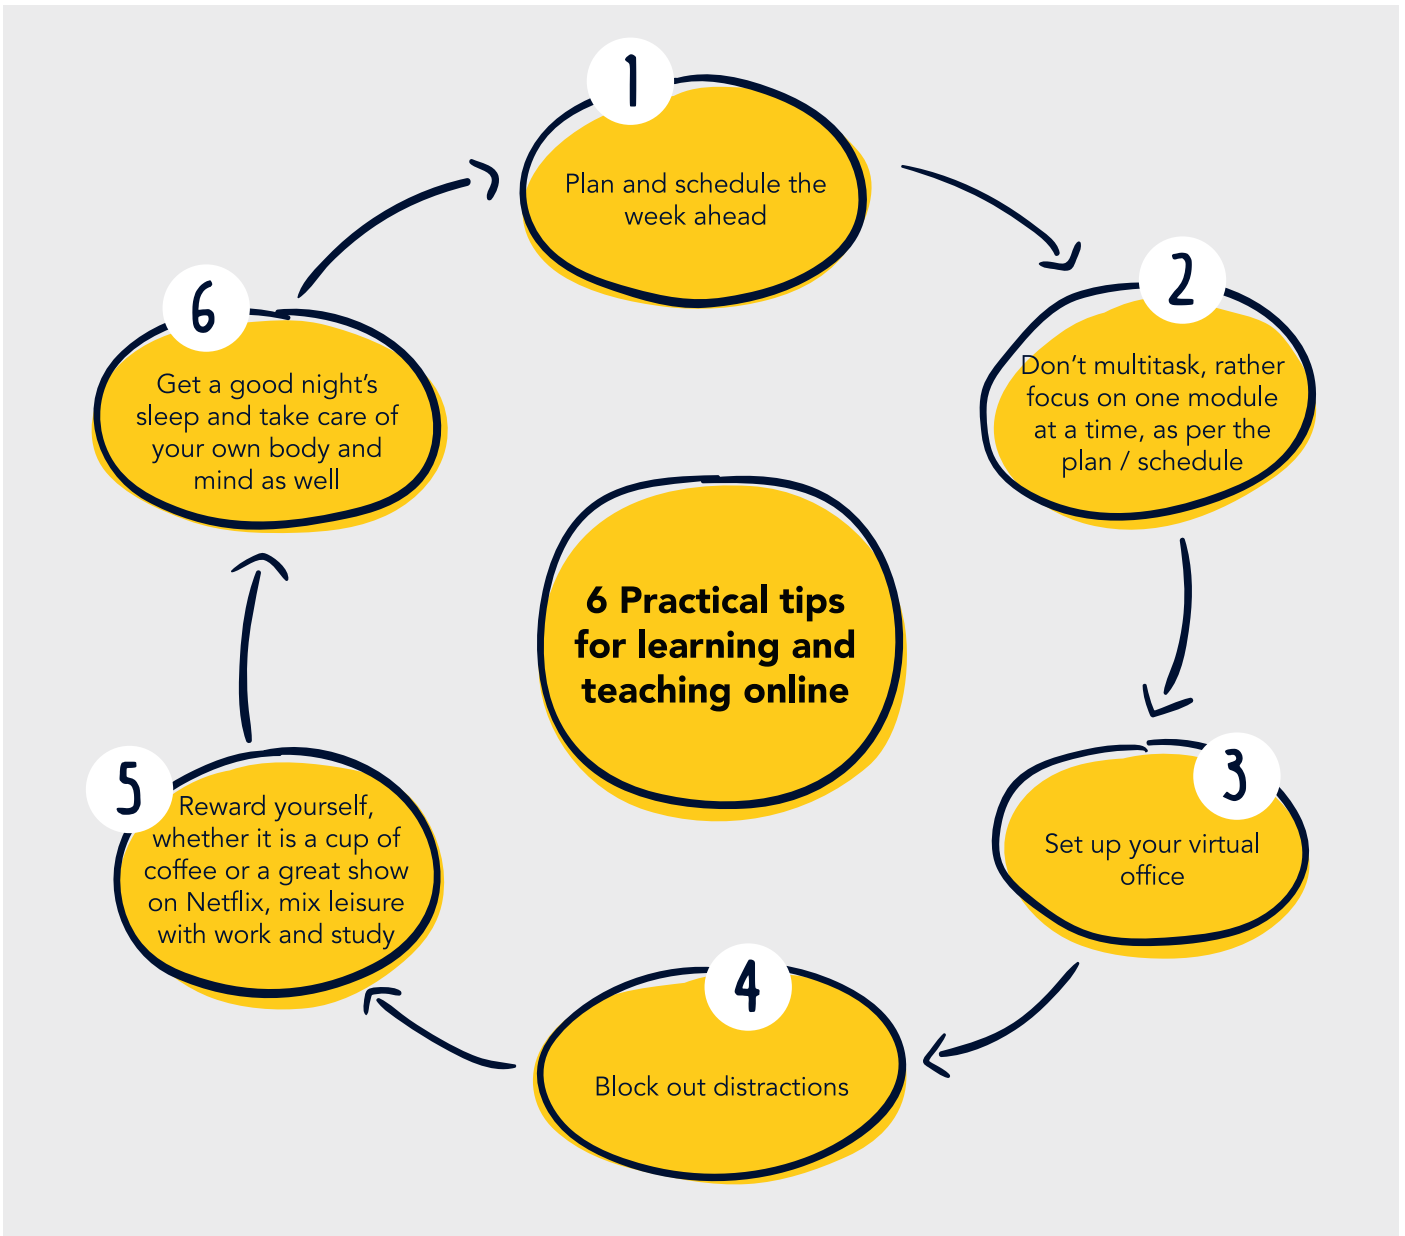 1
Plan and schedule the
week ahead
2
Don’t multitask, rather
focus on one module
at a time, as per the
plan / schedule
3
Set up your virtual
office
4
Block out distractions
5
Reward yourself,
whether it is a cup of
coffee or a great show
on Netflix, mix leisure
with work and study
6
Get a good night’s
sleep and take care of
your own body and
mind as well
6 Practical tips
for learning and
teaching online